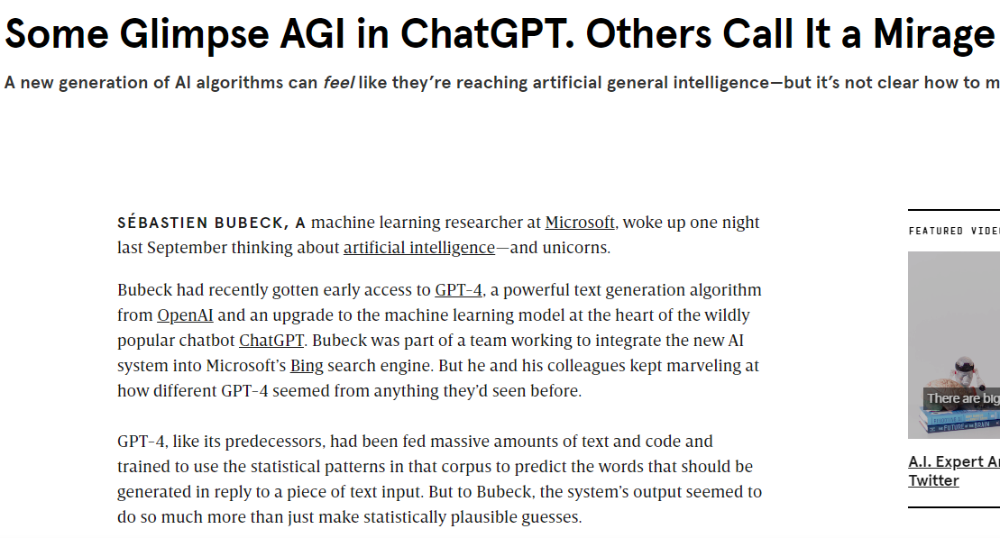 Some Glimpse AGI in ChatGPT. Others Call It a Mirage
A new generation of AI algorithms can feel like they’re reaching artificial general intelligence—but it’s not clear how to
SÉBASTIEN BUBECK, A machine learning researcher at Microsoft, woke up one night
last September thinking about artificial intelligence—and unicorns.
Bubeck had recently gotten early access to GPT-4, a powerful text generation algorithm
from OpenAI and an upgrade to the machine learning model at the heart of the wildly
popular chatbot ChatGPT. Bubeck was part of a team working to integrate the new AI
system into Microsoft’s Bing search engine. But he and his colleagues kept marveling at
how different GPT-4 seemed from anything they’d seen before.
GPT-4, like its predecessors, had been fed massive amounts of text and code and
trained to use the statistical patterns in that corpus to predict the words that should be
generated in reply to a piece of text input. But to Bubeck, the system’s output seemed to
do so much more than just make statistically plausible guesses.
FEATURED
There are big
THE FUTURE OF THE BRAIN
A.I. Expert
Twitter